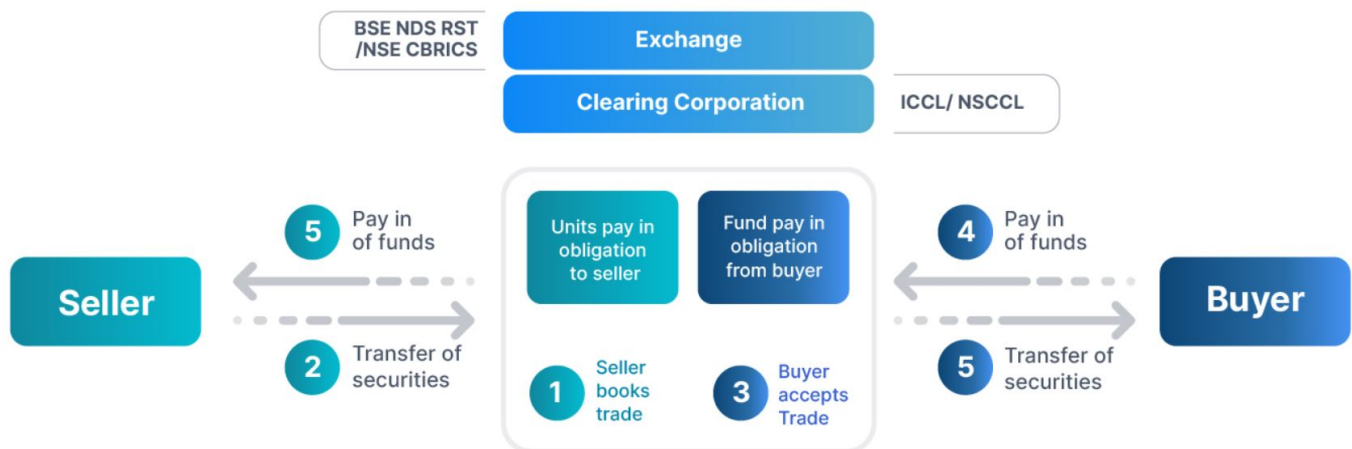 BSE NDS RST
/NSE CBRICS
Exchange
Clearing Corporation
ICCL/ NSCCL
Seller
5
Pay in
of funds
2
Transfer of
securities
Units pay in
obligation
to seller
Fund pay in
obligation
from buyer
1
Seller
books
trade
3
Buyer
accepts
Trade
4
Pay in
of funds
5
Transfer of
securities
Buyer